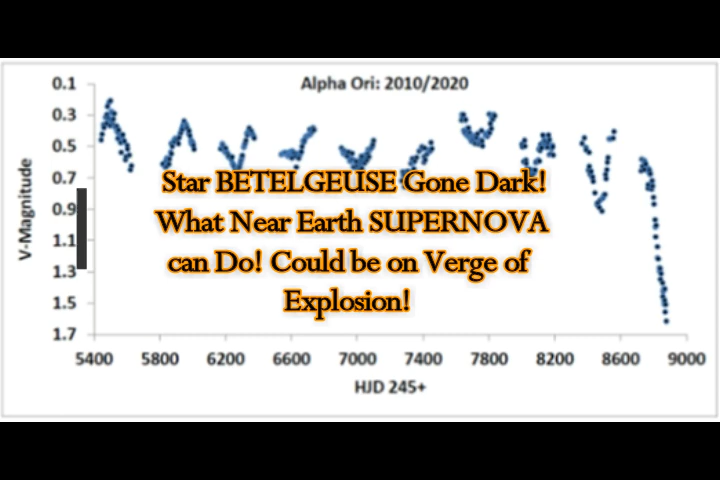 Alpha Ori: 2010/2020
0.1
0.3
0.5
0.7
0.9
1.1
1.3
1.5
1.7
V-Magnitude
Star BETELGEUSE Gone Dark!
What Near Earth SUPERNOVA
can Do! Could be on Verge of
Explosion!
5400 5800 6200 6600 7000 7400 7800 8200 8600 9000
HJD 245+